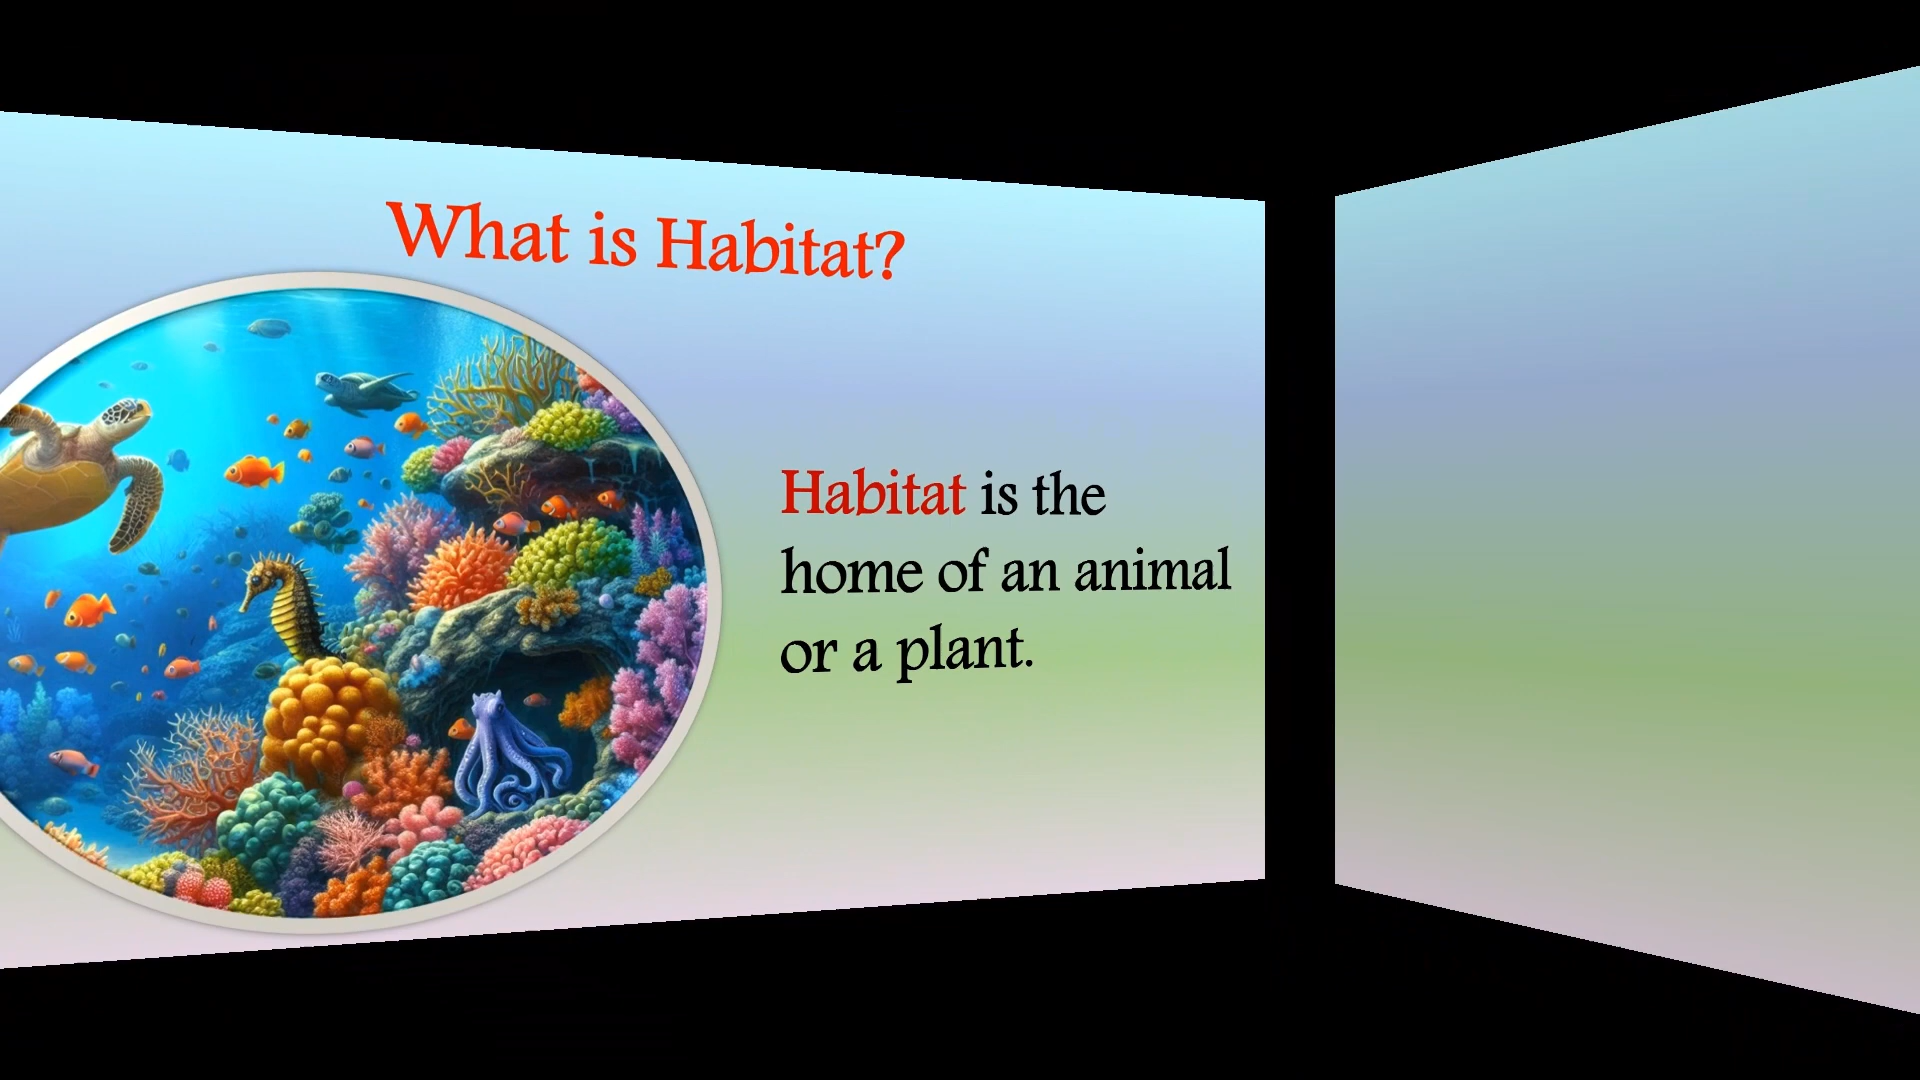 What is Habitat?
Habitat is the
home of an animal
or a plant.